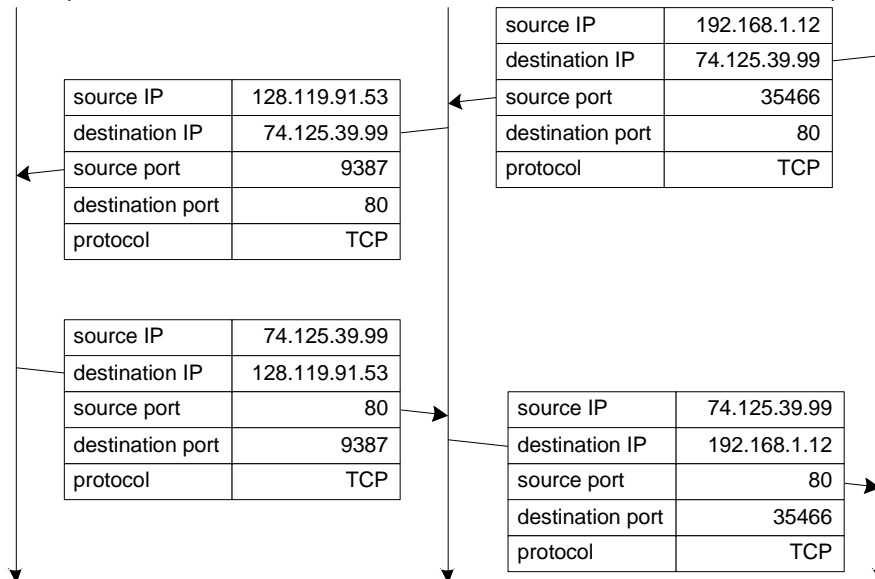 source IP 192.168.1.12
destination IP 74.125.39.99
source port 35466
destination port 80
protocol TCP
source IP 128.119.91.53
destination IP 74.125.39.99
source port 9387
destination port 80
protocol TCP
source IP 74.125.39.99
destination IP 128.119.91.53
source port 80
destination port 9387
protocol TCP
source IP 74.125.39.99
destination IP 192.168.1.12
source port 80
destination port 35466
protocol TCP